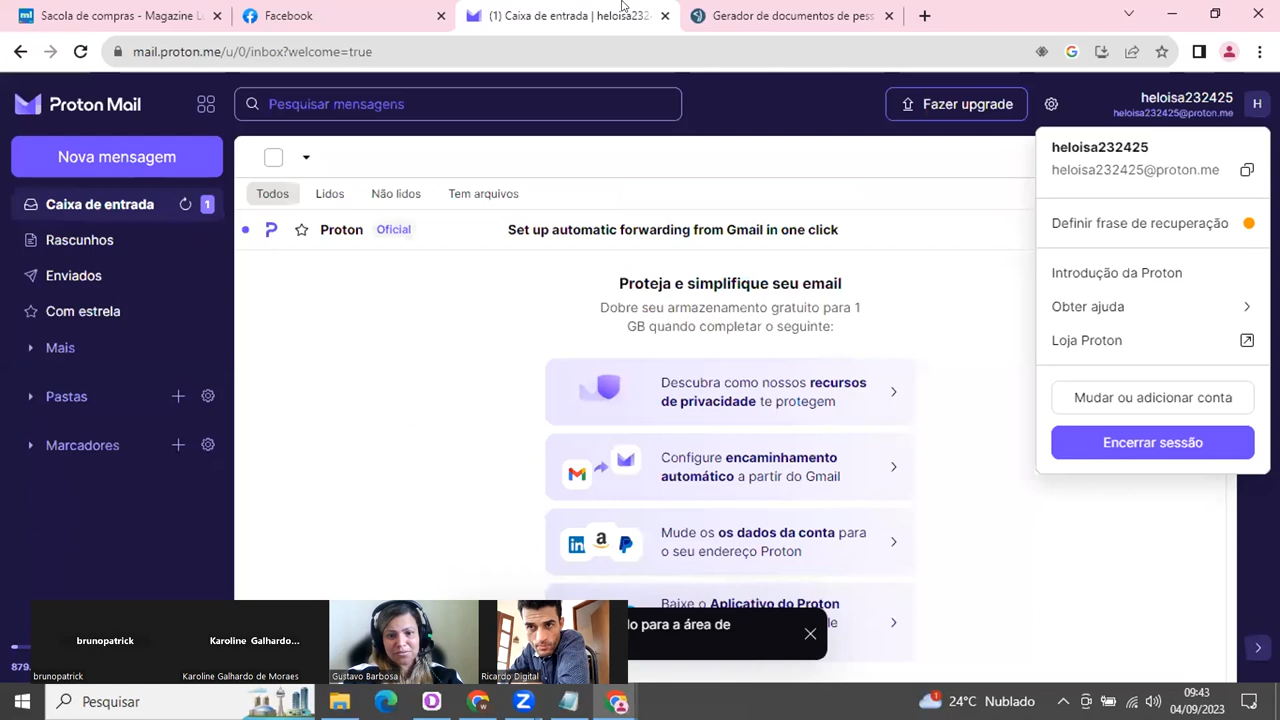 Sacola de compras - Magazine Lu
Facebook
(1) Caixa de entrada | heloisa232
Gerador de documentos de pess
mail.proton.me/u/0/inbox?welcome=true
Proton Mail
Pesquisar mensagens
Fazer upgrade
heloisa232425
heloisa232425@proton.me
H
Nova mensagem
Caixa de entrada
1
Rascunhos
Enviados
Com estrela
Mais
Pastas
Marcadores
879.
Todos
Lidos
Não lidos
Tem arquivos
Proton
Oficial
Set up automatic forwarding from Gmail in one click
Proteja e simplifique seu email
Dobre seu armazenamento gratuito para 1
GB quando completar o seguinte:
Descubra como nossos recursos
de privacidade te protegem
Configure encaminhamento
automático a partir do Gmail
Mude os os dados da conta para
o seu endereço Proton
Baixe o Aplicativo do Proton
do para a área de
heloisa232425
heloisa232425@proton.me
Definir frase de recuperação
Introdução da Proton
Obter ajuda
Loja Proton
Mudar ou adicionar conta
Encerrar sessão
brunopatrick
brunopatrick
Karoline Galhardo...
Karoline Galhardo de Moraes
Gustavo Barbosa
Ricardo Digital
Pesquisar
1
24°C Nublado
09:43
04/09/2023